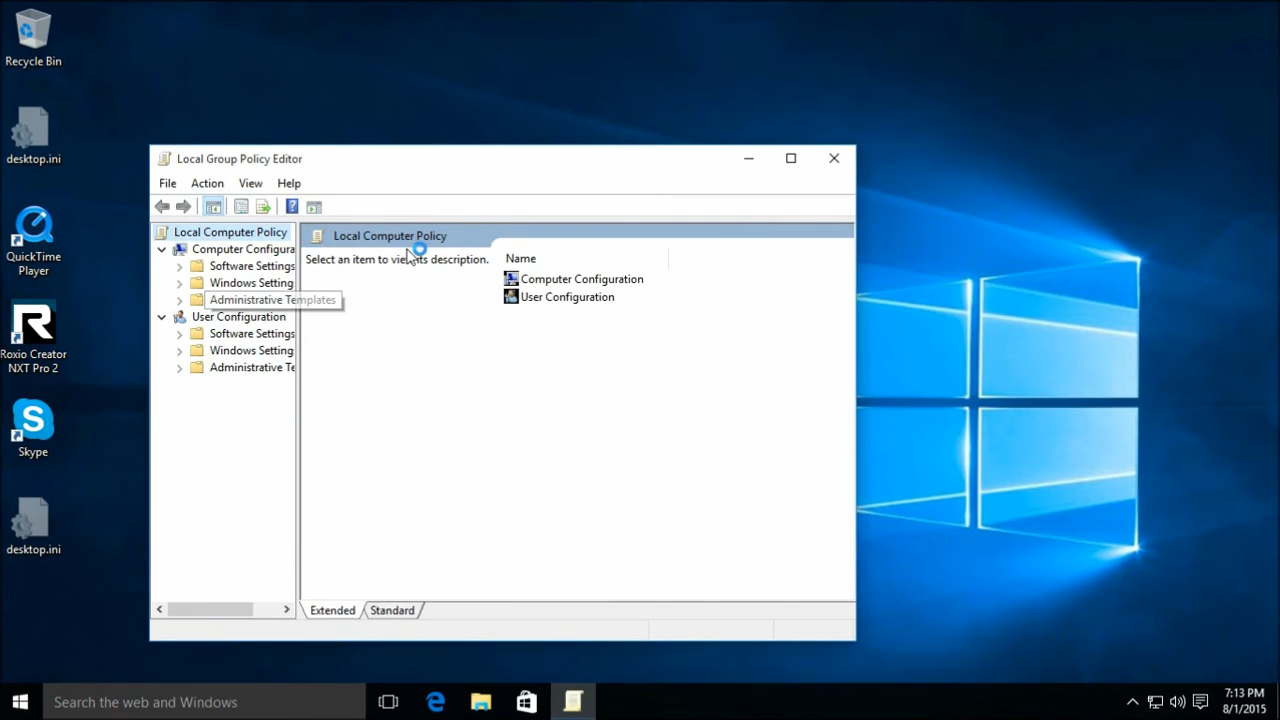 Recycle Bin
desktop.ini
QuickTime
Player
Roxio Creator
NXT Pro 2
Skype
desktop.ini
Local Group Policy Editor
File Action View Help
Local Computer Policy
Computer Configura
Software Settings
Windows Setting
Administrative Templates
User Configuration
Software Settings
Windows Setting
Administrative Te
Local Computer Policy
Select an item to view its description.
Name
Computer Configuration
User Configuration
Extended Standard
Search the web and Windows
7:13 PM
8/1/2015